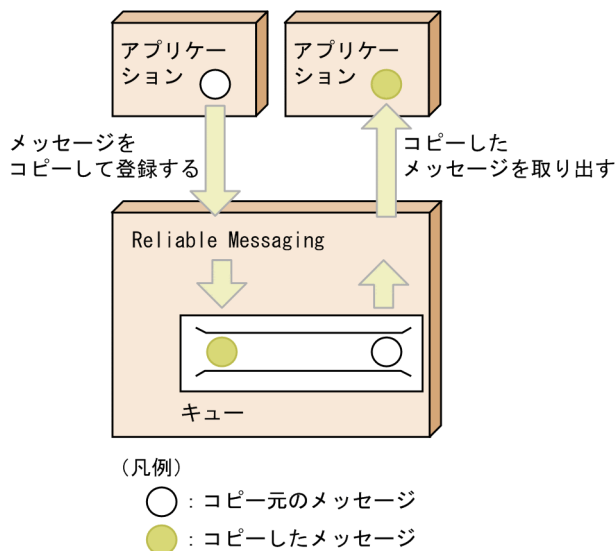 アプリケー
ション
アプリケー
ション
メッセージを
コピーして登録する
コピーした
メッセージを取り出す
Reliable Messaging
キュー
（凡例）
：コピー元のメッセージ
：コピーしたメッセージ